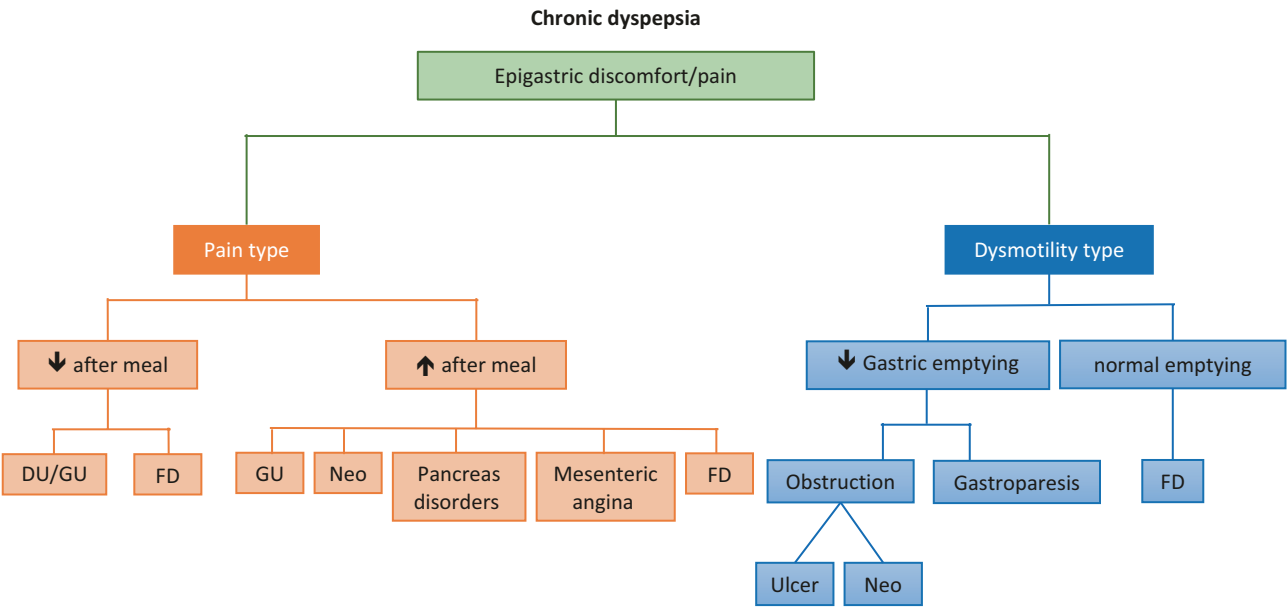 Chronic dyspepsia
Epigastric discomfort/pain
Pain type
Dysmotility type
↓ after meal
↑ after meal
↓ Gastric emptying
normal emptying
DU/GU
FD
GU
Neo
Pancreas
disorders
Mesenteric
angina
FD
Obstruction
Gastroparesis
FD
Ulcer
Neo